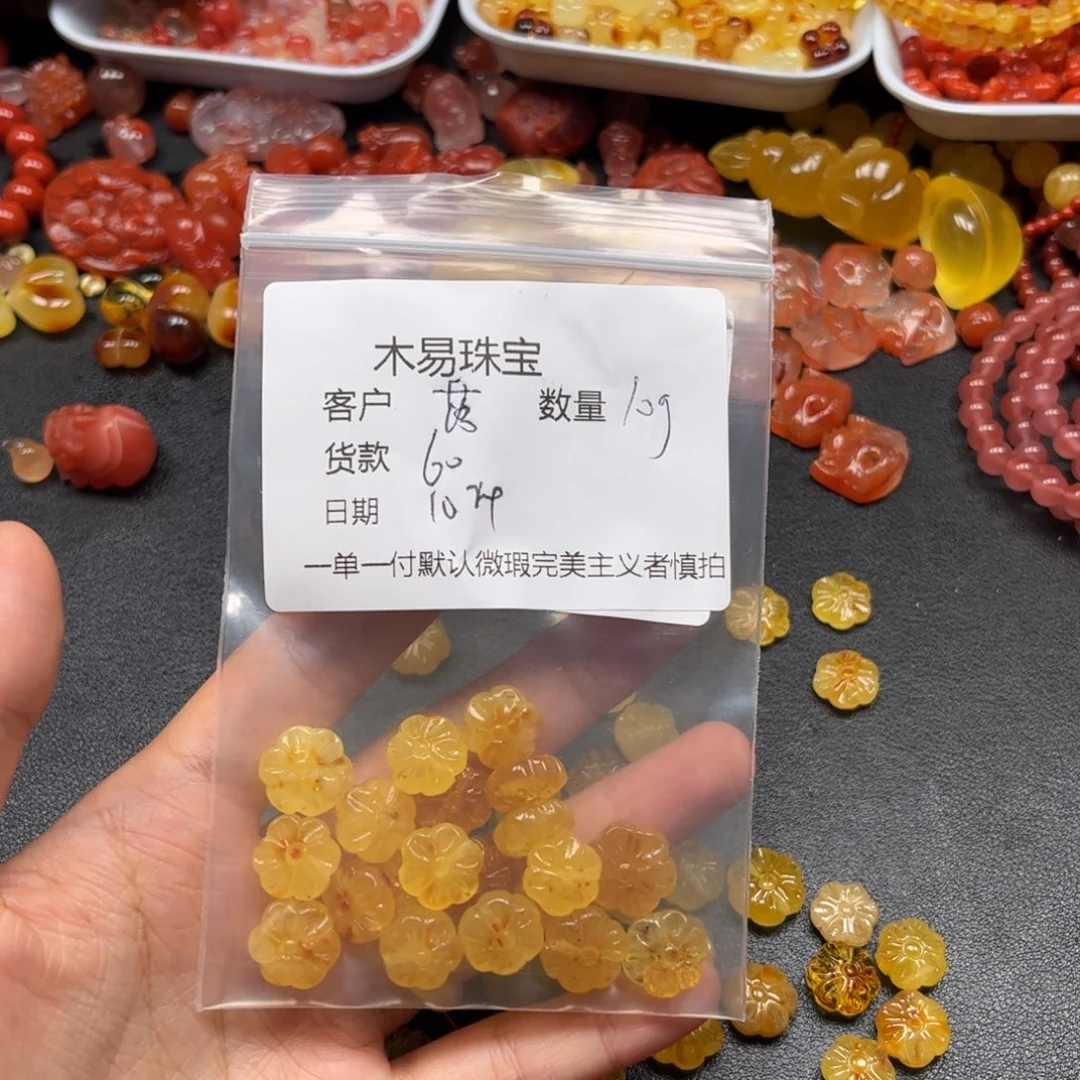 木易珠宝
客户 数量 10g
货款 60
日期 10.24
一单一付默认微瑕完美主义者慎拍